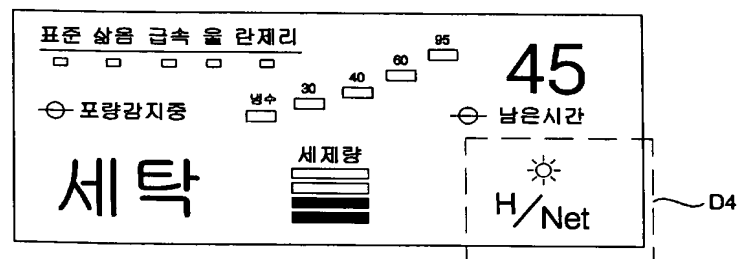 표준 삶음 급속 울 란제리
냉수 30 40 60 95
45
포량감지중
남은시간
세탁
세제량
H/Net
D4